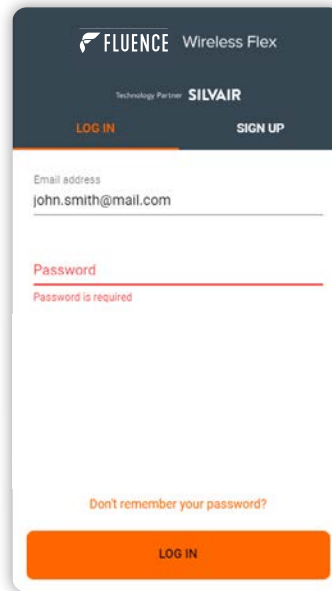 FLUENCE Wireless Flex
Technology Partner SILVAIR
LOG IN SIGN UP
Email address
john.smith@mail.com
Password
Password is required
Don't remember your password?
LOG IN